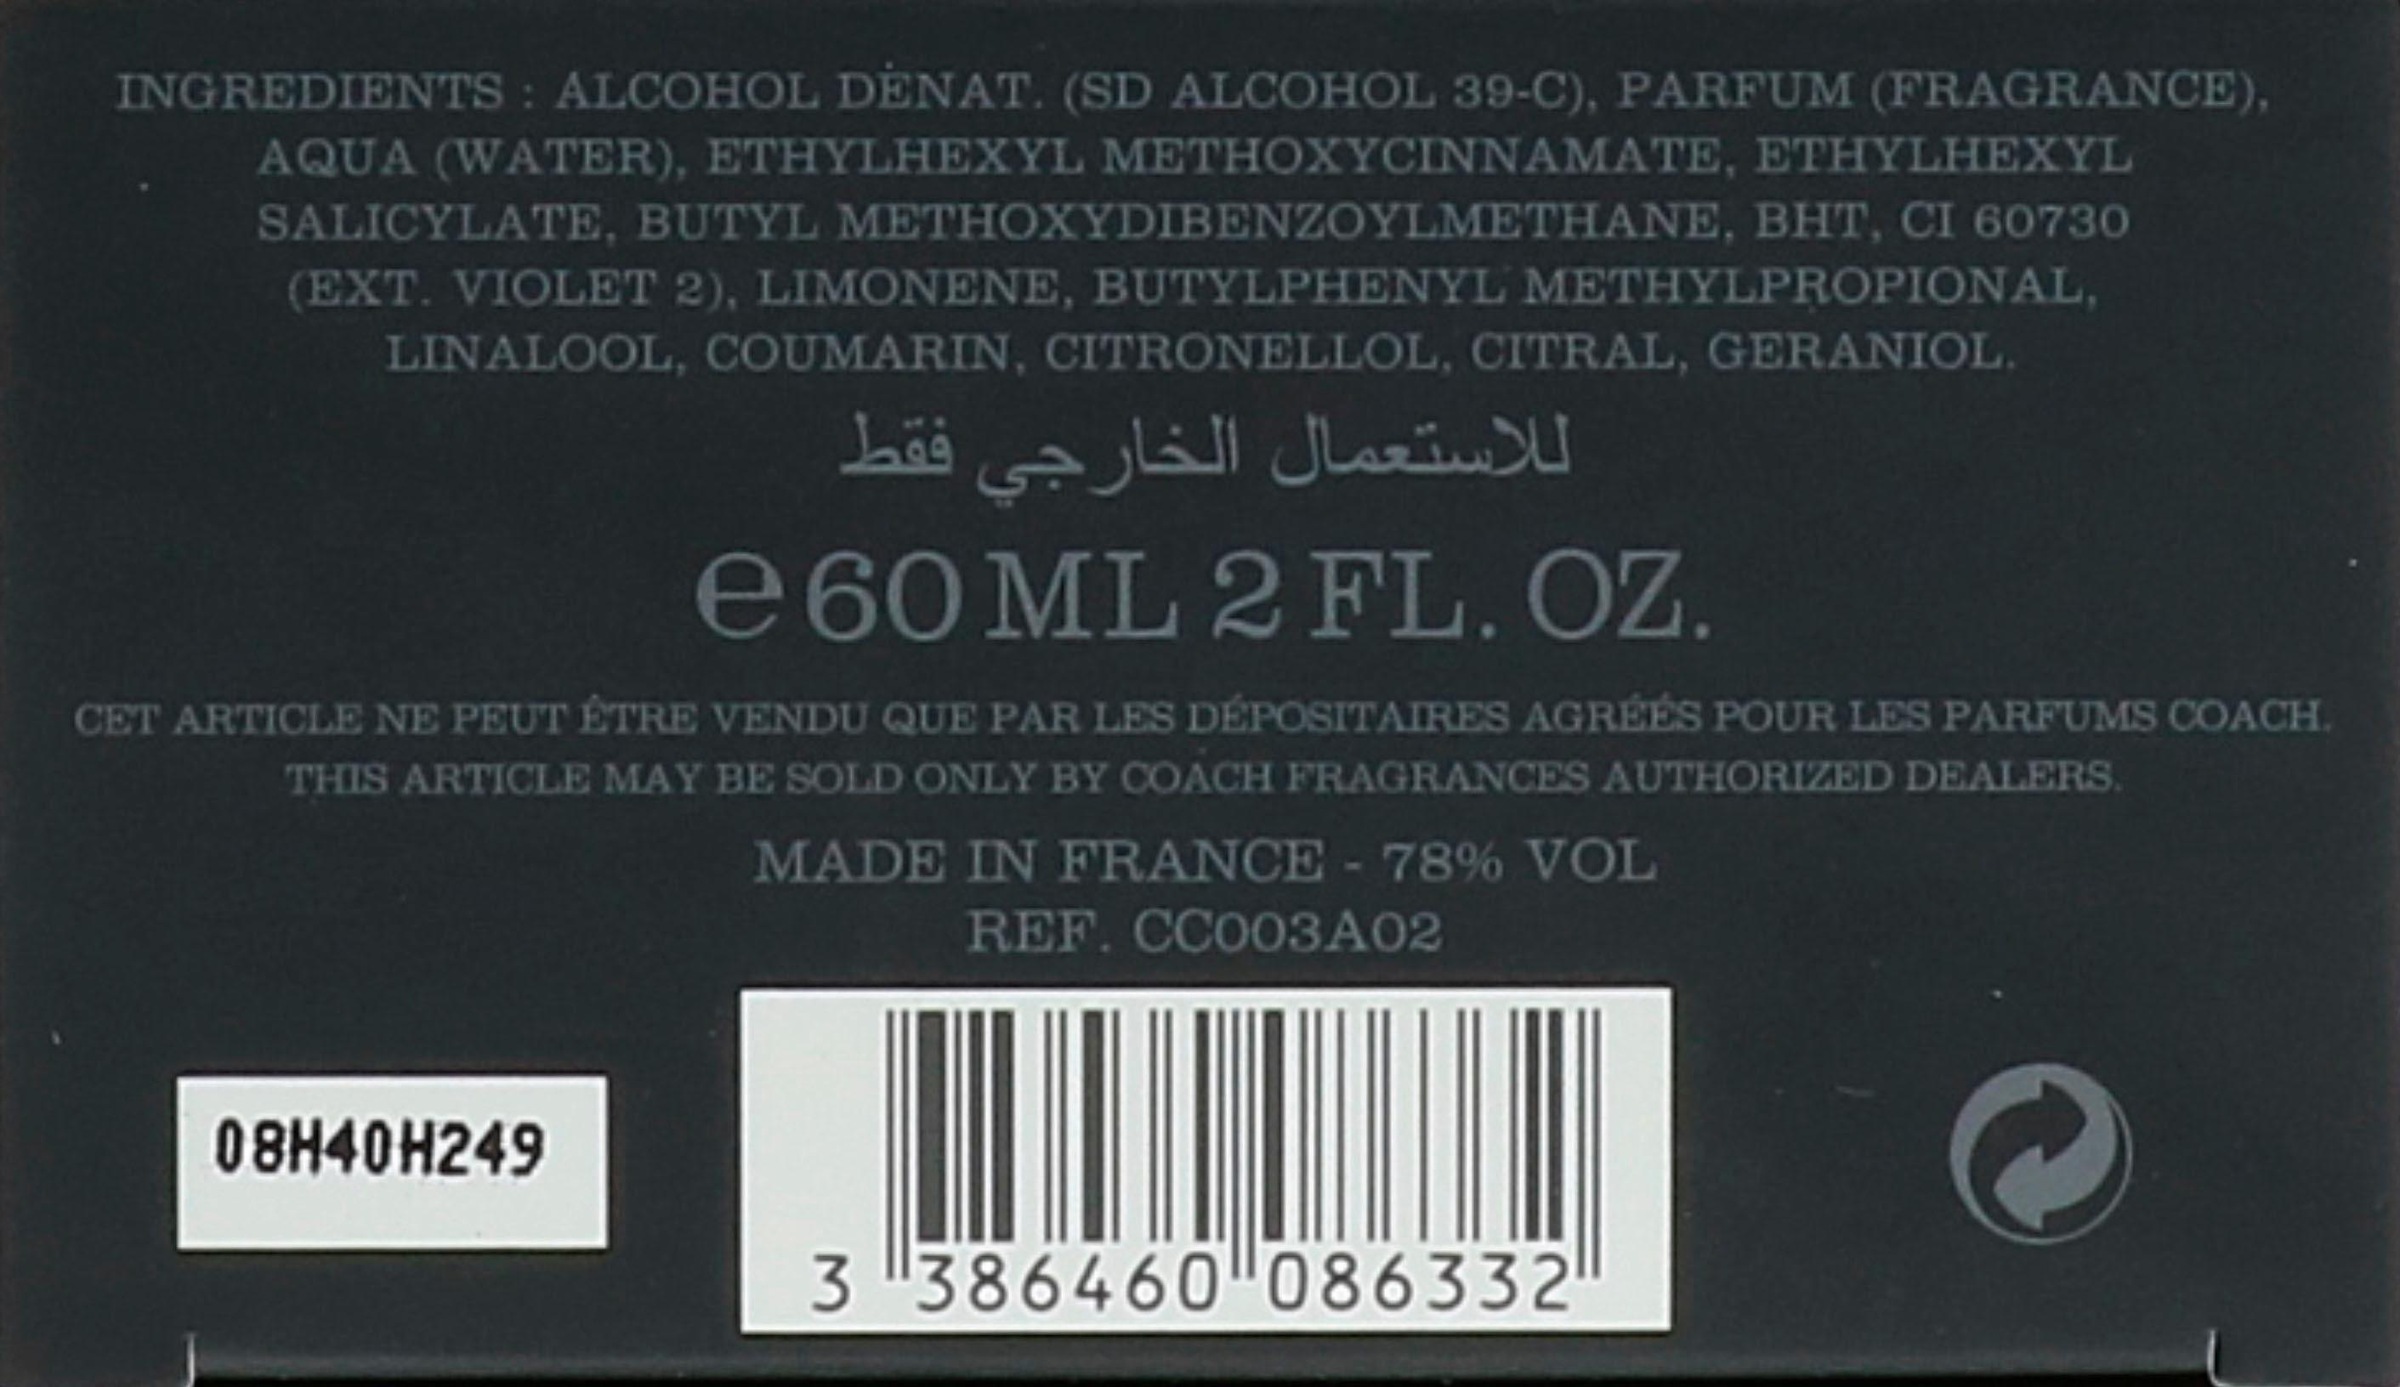 INGREDIENTS : ALCOHOL DENAT. (SD ALCOHOL 39-C), PARFUM (FRAGRANCE),
AQUA (WATER), ETHYLHEXYL METHOXYCINNAMATE, ETHYLHEXYL
SALICYLATE, BUTYL METHOXYDIBENZOYLMETHANE, BHT, CI 60730
(EXT. VIOLET 2), LIMONENE, BUTYLPHENYL METHYLPROPIONAL,
LINALOOL, COUMARIN, CITRONELLOL, CITRAL, GERANIOL.
للاستعمال الخارجي فقط
℮60 ML 2 FL. OZ.
CET ARTICLE NE PEUT ÊTRE VENDU QUE PAR LES DÉPOSITAIRES AGRÉÉS POUR LES PARFUMS COACH.
THIS ARTICLE MAY BE SOLD ONLY BY COACH FRAGRANCES AUTHORIZED DEALERS.
MADE IN FRANCE - 78% VOL
REF. CC003A02
08H40H249
3 386460 086332